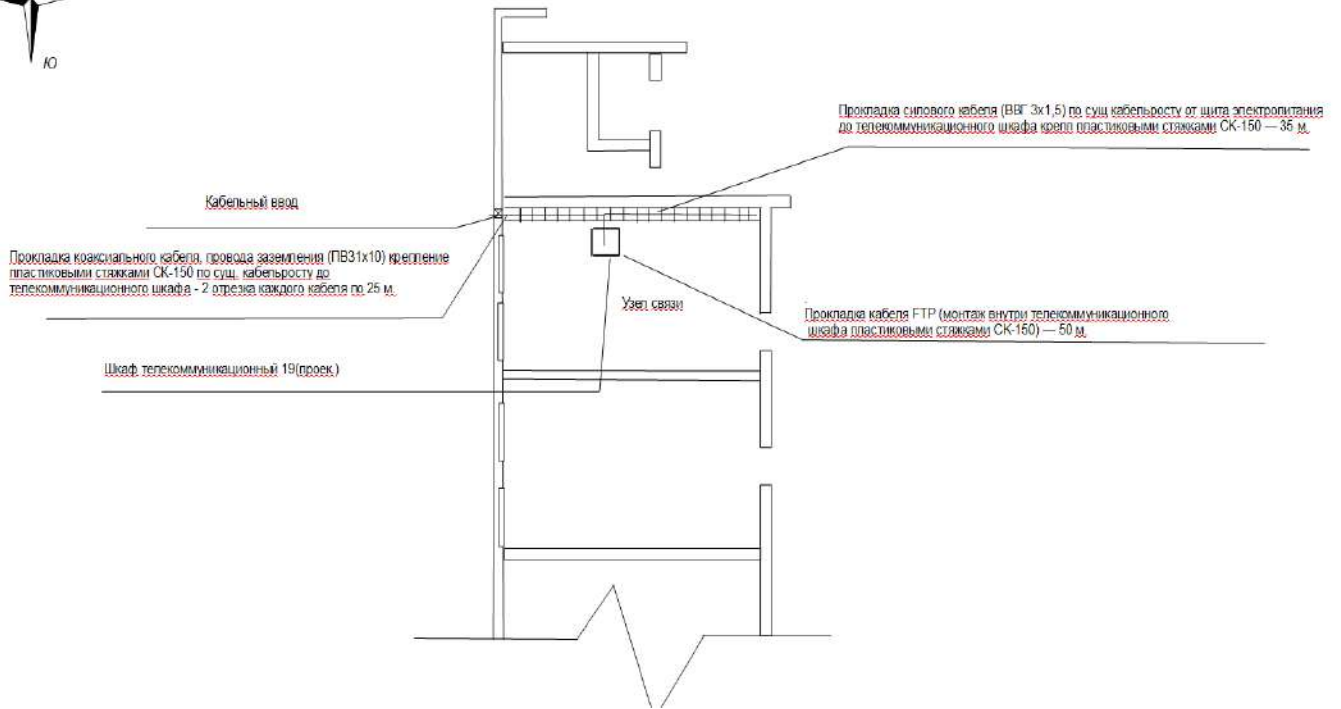 Ю
Прокладка силового кабеля (ВВГ 3х1,5) по сущ кабельросту от щита электропитания
до телекоммуникационного шкафа крепл пластиковыми стяжками СК-150 — 35 м.
Кабельный ввод
Прокладка коаксиального кабеля, провода заземления (ПВ31х10) крепление
пластиковыми стяжками СК-150 по сущ. кабельросту до
телекоммуникационного шкафа - 2 отрезка каждого кабеля по 25 м.
Узел связи
Прокладка кабеля FTP (монтаж внутри телекоммуникационного
шкафа пластиковыми стяжками СК-150) — 50 м.
Шкаф телекоммуникационный 19(проек.)